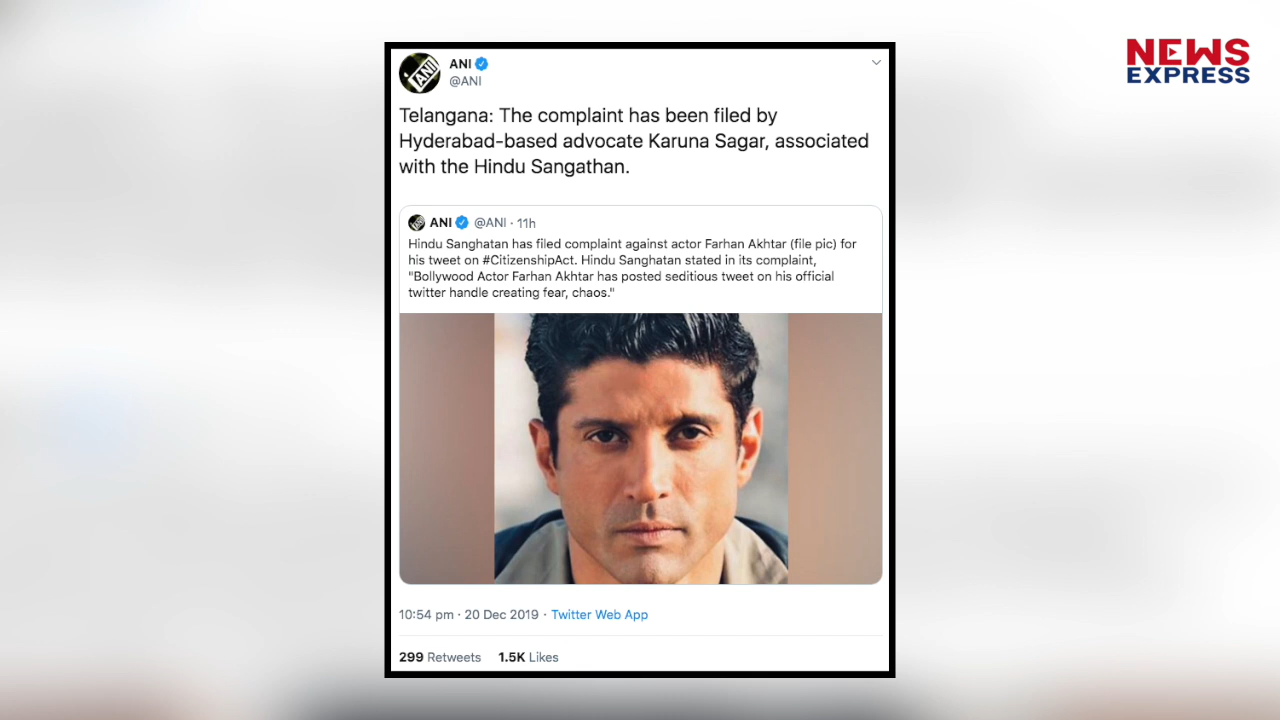 NEWS
EXPRESS
ANI
@ANI
Telangana: The complaint has been filed by
Hyderabad-based advocate Karuna Sagar, associated
with the Hindu Sangathan.
ANI @ANI · 11h
Hindu Sanghatan has filed complaint against actor Farhan Akhtar (file pic) for
his tweet on #CitizenshipAct. Hindu Sanghatan stated in its complaint,
"Bollywood Actor Farhan Akhtar has posted seditious tweet on his official
twitter handle creating fear, chaos."
10:54 pm · 20 Dec 2019 · Twitter Web App
299 Retweets 1.5K Likes